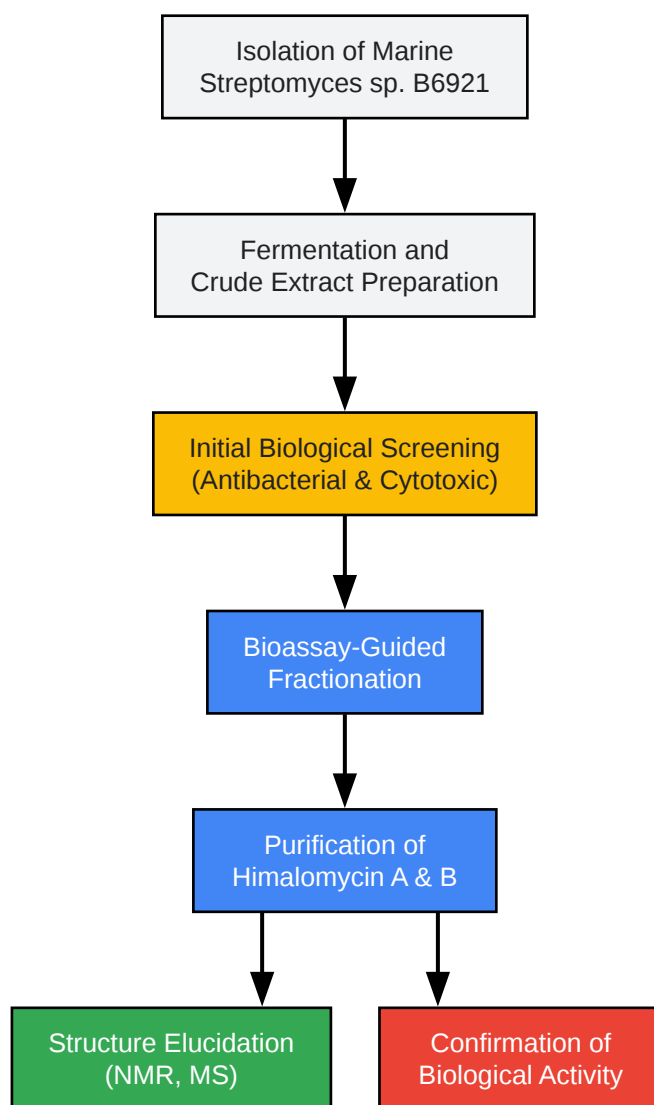 Isolation of Marine
Streptomyces sp. B6921
Fermentation and
Crude Extract Preparation
Initial Biological Screening
(Antibacterial & Cytotoxic)
Bioassay-Guided
Fractionation
Purification of
Himalomycin A & B
Structure Elucidation
(NMR, MS)
Confirmation of
Biological Activity